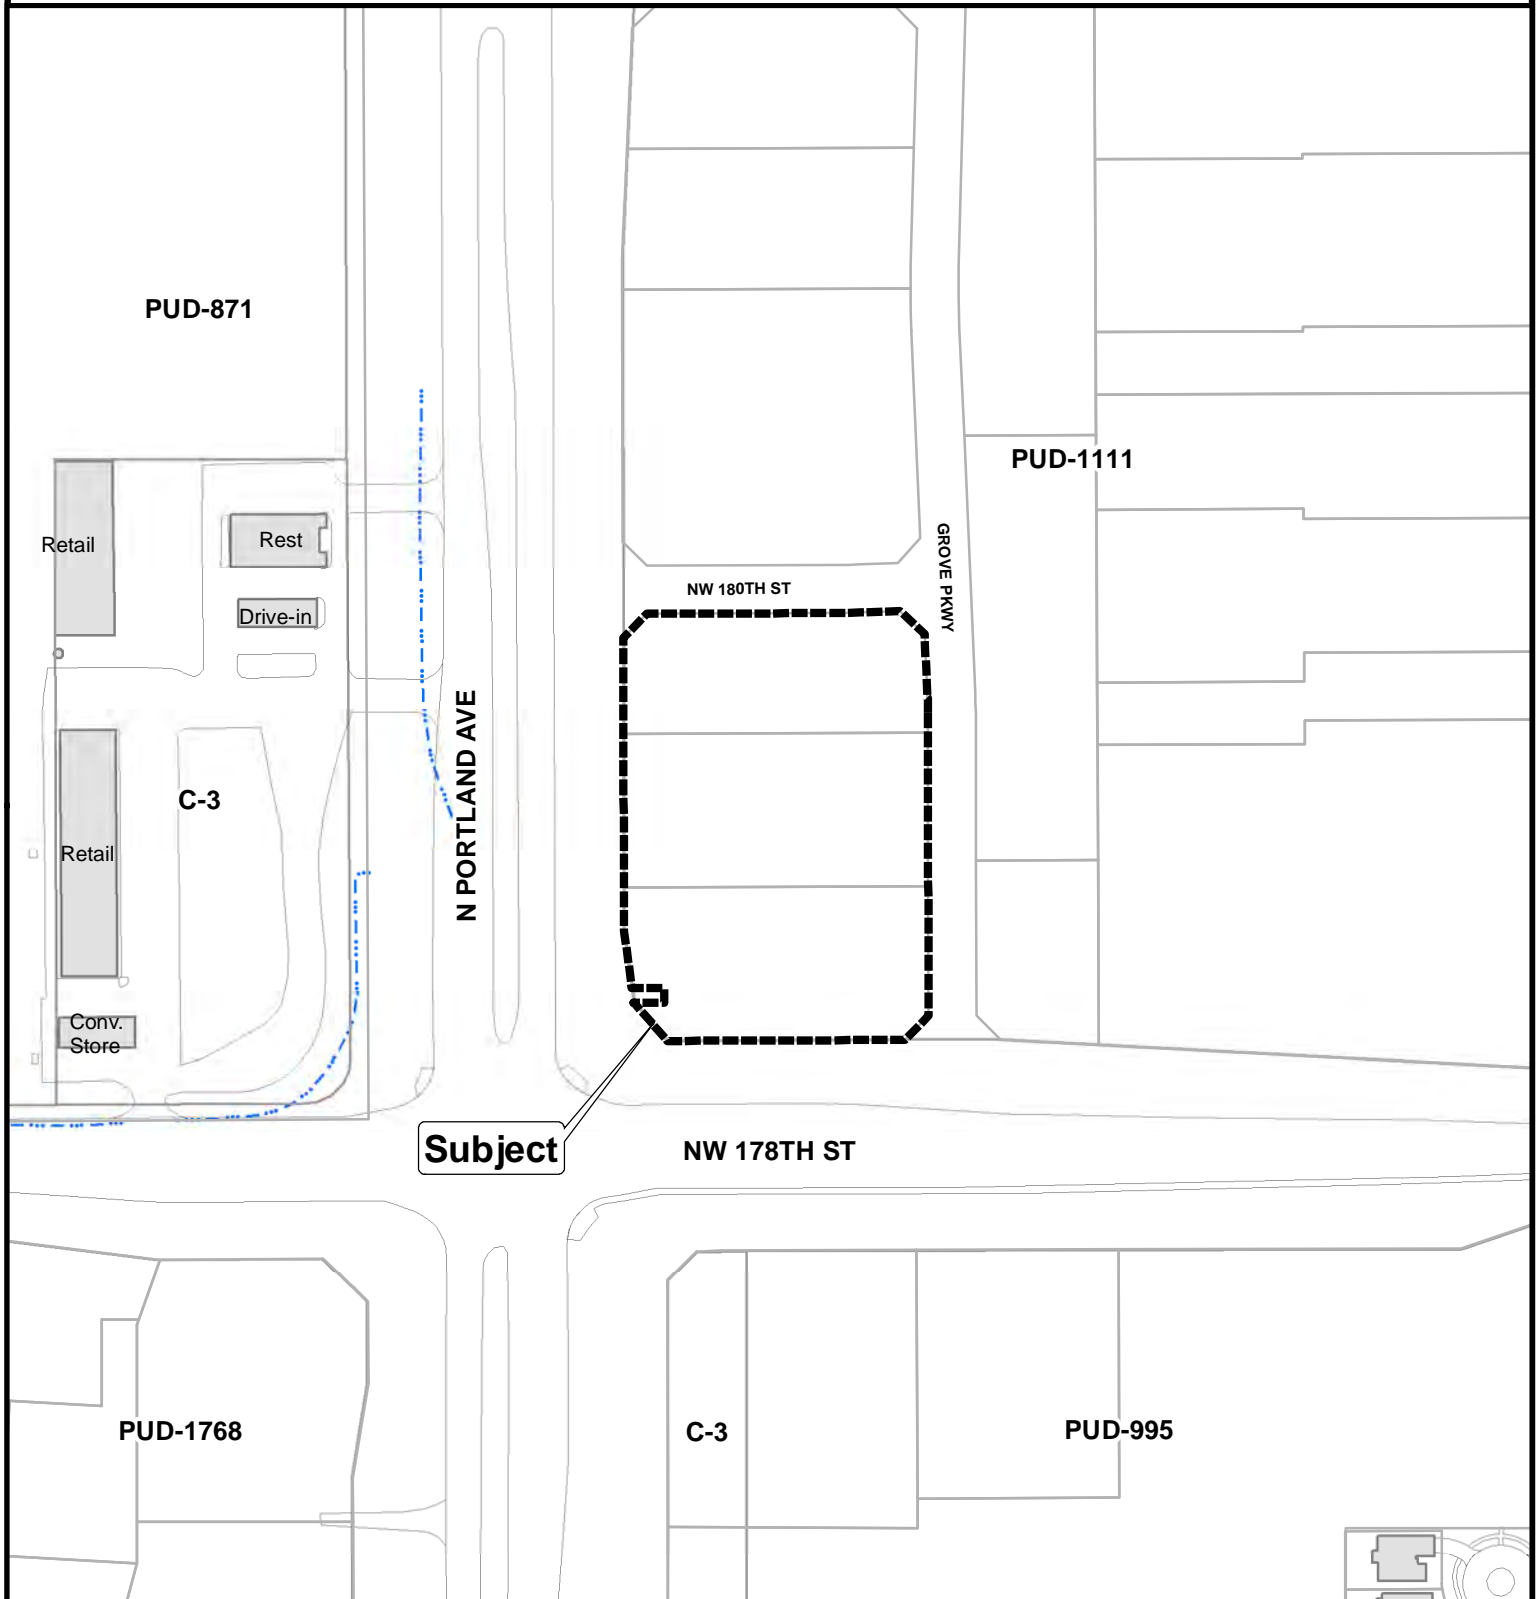 PUD-871
PUD-1111
Retail
Rest
GROVE PKWY
NW 180TH ST
Drive-in
N PORTLAND AVE
C-3
Retail
Conv.
Store
Subject
NW 178TH ST
PUD-1768
C-3
PUD-995